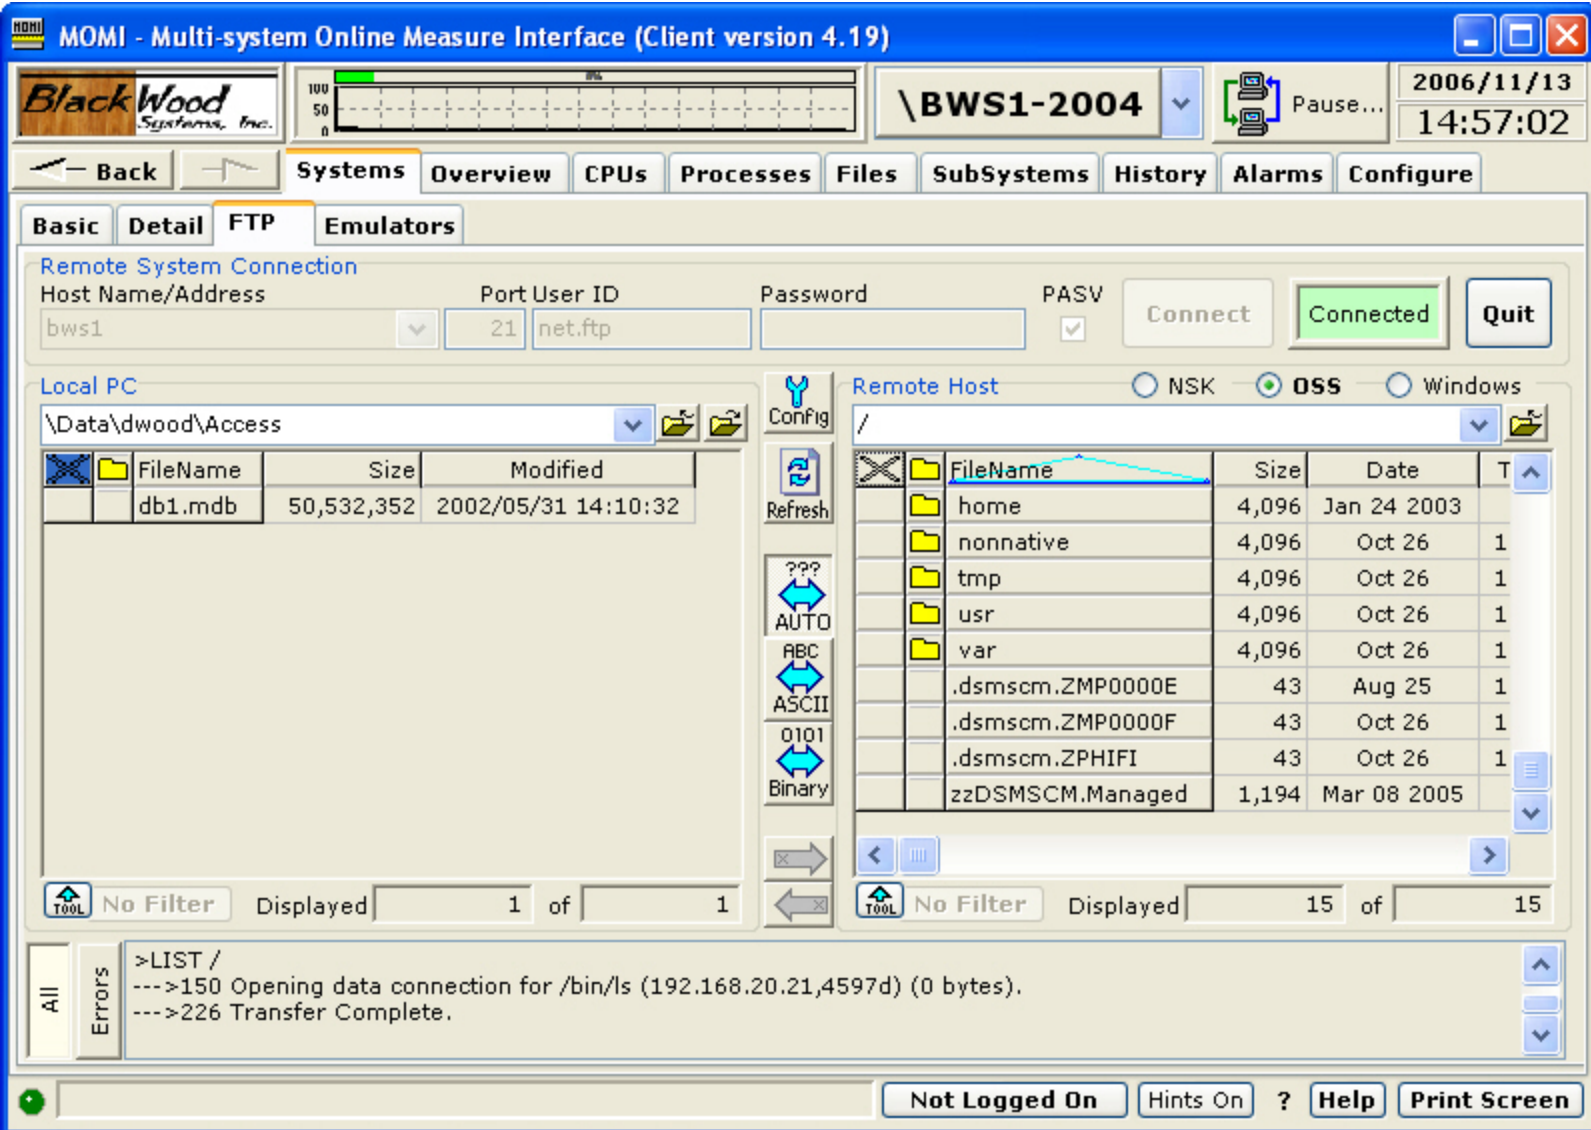 MOMI
MOMI - Multi-system Online Measure Interface (Client version 4.19)
BlackWood
Systems, Inc.
100
50
0
0%
\BWS1-2004
Pause...
2006/11/13
14:57:02
Back
Systems Overview CPUs Processes Files SubSystems History Alarms Configure
Basic Detail FTP Emulators
Remote System Connection
Host Name/Address Port User ID Password PASV
bws1 21 net.ftp Connect Connected Quit
Local PC
\Data\dwood\Access
FileName Size Modified
db1.mdb 50,532,352 2002/05/31 14:10:32
No Filter Displayed 1 of 1
TOOL
Config
Refresh
???
AUTO
ABC
ASCII
0101
Binary
Remote Host NSK OSS Windows
/
FileName Size Date T
home 4,096 Jan 24 2003
nonnative 4,096 Oct 26 1
tmp 4,096 Oct 26 1
usr 4,096 Oct 26 1
var 4,096 Oct 26 1
.dsmscm.ZMP0000E 43 Aug 25 1
.dsmscm.ZMP0000F 43 Oct 26 1
.dsmscm.ZPHIFI 43 Oct 26 1
zzDSMSCM.Managed 1,194 Mar 08 2005
TOOL
No Filter Displayed 15 of 15
All
Errors
>LIST /
--->150 Opening data connection for /bin/ls (192.168.20.21,4597d) (0 bytes).
--->226 Transfer Complete.
Not Logged On Hints On ? Help Print Screen